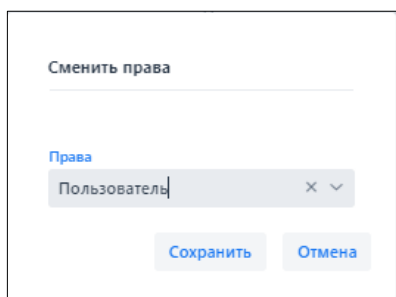 Сменить права
Права
Пользователь
Сохранить Отмена